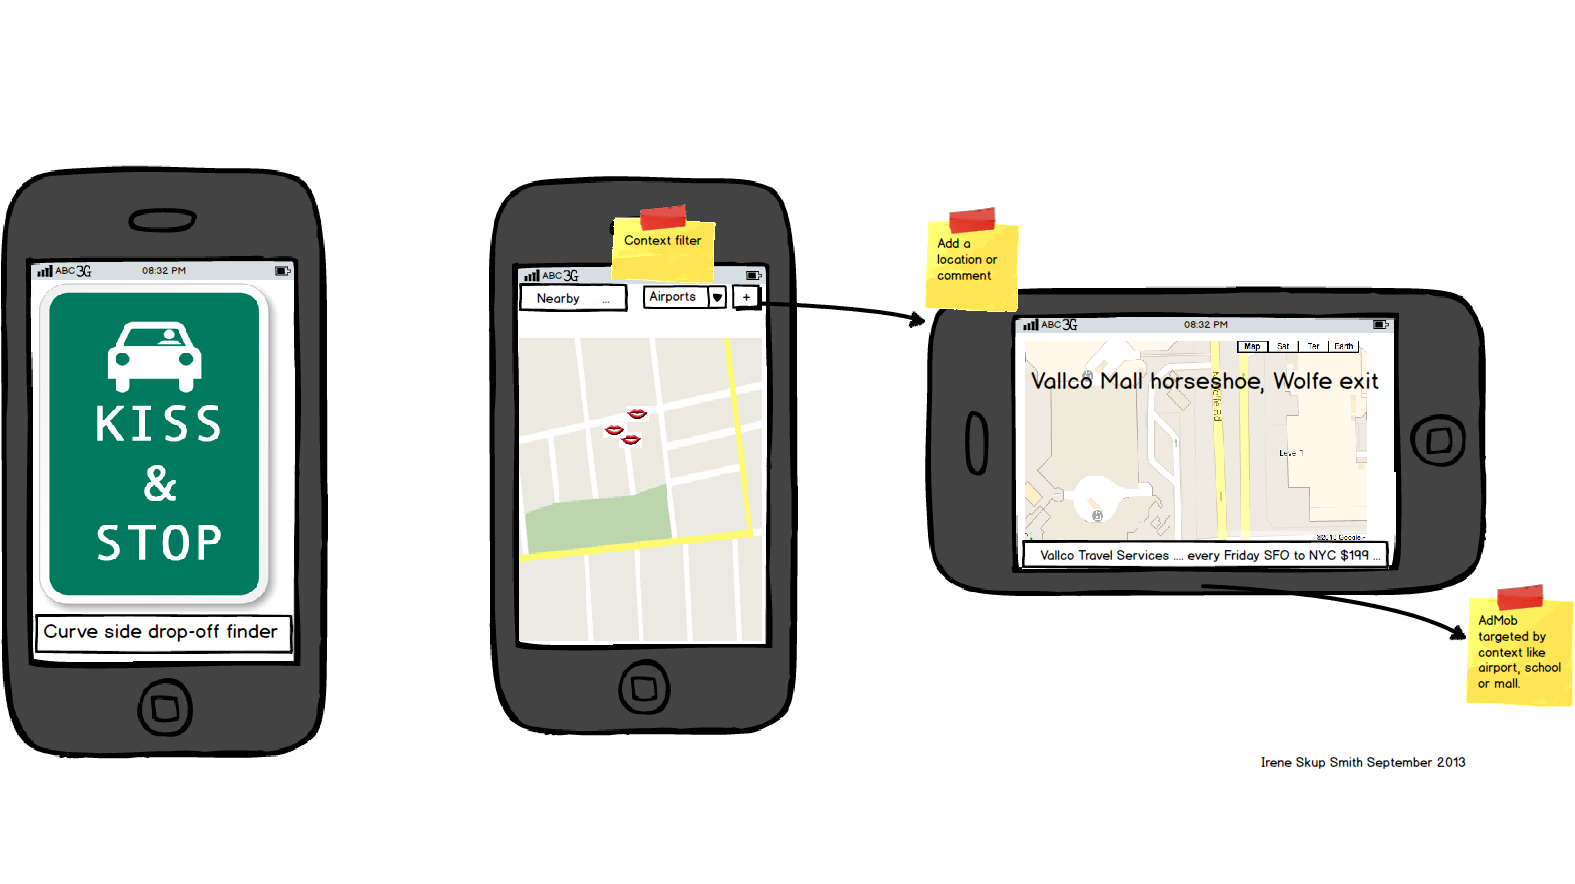 ABC 3G 08:32 PM
KISS
&
STOP
Curve side drop-off finder
Context filter
ABC 3G
Nearby ...
Airports
+
Add a
location or
comment
ABC 3G 08:32 PM
Map Sat Ter Earth
Vallco Mall horseshoe, Wolfe exit
Level 1
©2013 Google -
Vallco Travel Services .... every Friday SFO to NYC $199 ...
AdMob
targeted by
context like
airport, school
or mall.
Irene Skup Smith September 2013